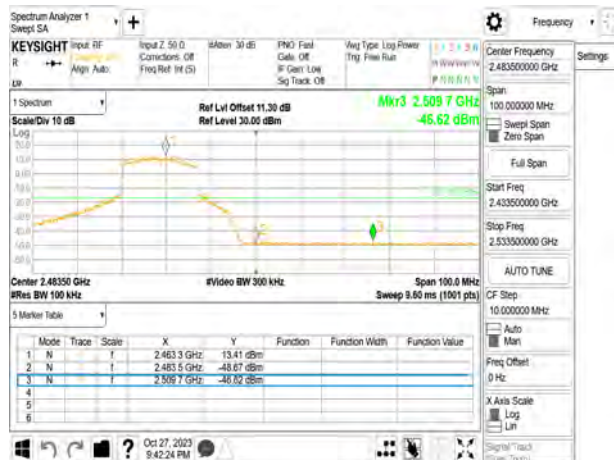 Spectrum Analyzer 1
Swept SA
Frequency
Settings
KEYSIGHT Input: RF
R
Align: Auto
Input Z: 50 Ω
Corrections: Off
Freq Ref: Int (S)
#Atten: 30 dB
PNO: Fast
Gate: Off
IF Gain: Low
Sig Track: Off
Avg Type: Log-Power
Trig: Free Run
1 Spectrum
Scale/Div 10 dB
Log
Ref Lvl Offset 11.30 dB
Ref Level 30.00 dBm
Mkr3 2.509 7 GHz
-46.62 dBm
Center 2.48350 GHz
#Res BW 100 kHz
#Video BW 300 kHz
Span 100.0 MHz
Sweep 9.60 ms (1001 pts)
5 Marker Table
Mode Trace Scale X Y Function Function Width Function Value
1 N f 2.463 3 GHz 13.41 dBm
2 N f 2.483 5 GHz -48.67 dBm
3 N f 2.509 7 GHz -46.62 dBm
4
5
6
Oct 27, 2023
9:42:24 PM
Center Frequency
2.483500000 GHz
Span
100.000000 MHz
Swept Span
Zero Span
Full Span
Start Freq
2.433500000 GHz
Stop Freq
2.533500000 GHz
AUTO TUNE
CF Step
10.000000 MHz
Auto
Man
Freq Offset
0 Hz
X Axis Scale
Log
Lin
Signal Track